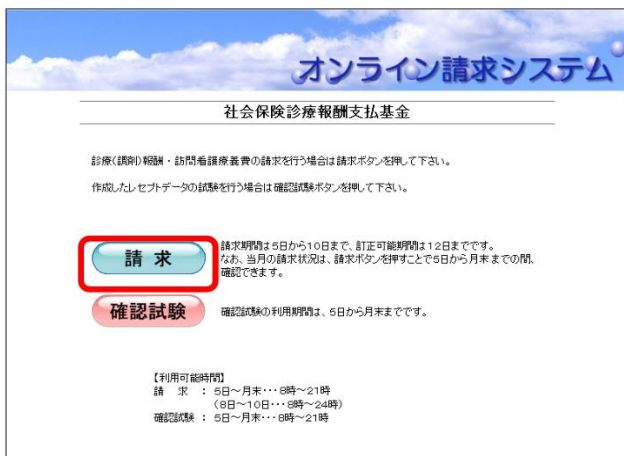 オンライン請求システム
社会保険診療報酬支払基金
診療(調剤)報酬・訪問看護療養費の請求を行う場合は請求ボタンを押して下さい。
作成したレセプトデータの試験を行う場合は確認試験ボタンを押して下さい。
請 求
請求期間は5日から10日まで、訂正可能期間は12日までです。
なお、当月の請求状況は、請求ボタンを押すことで5日から月末までの間、
確認できます。
確認試験
確認試験の利用期間は、5日から月末までです。
【利用可能時間】
請 求 : 5日～月末・・・8時～21時
(8日～10日・・・8時～24時)
確認試験 : 5日～月末・・・8時～21時